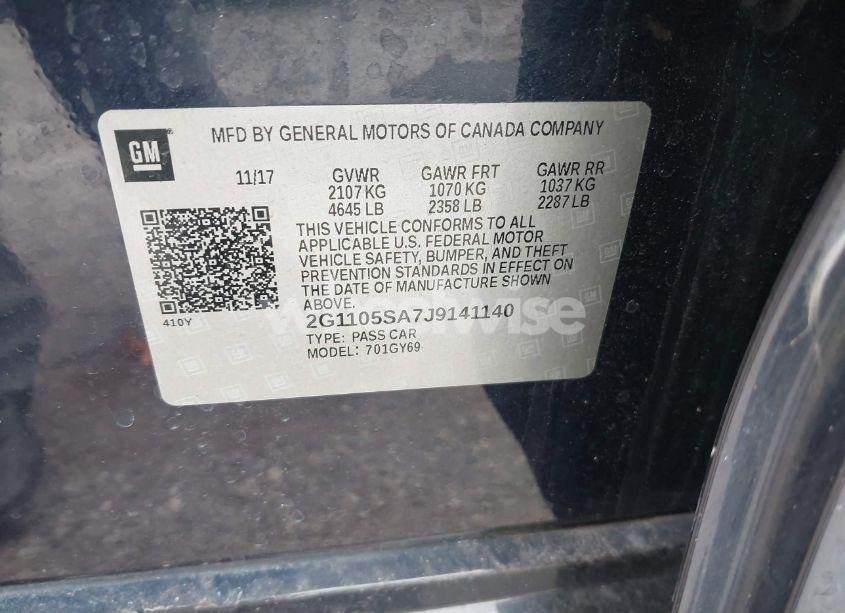 GM
MFD BY GENERAL MOTORS OF CANADA COMPANY
11/17 GVWR GAWR FRT GAWR RR
2107 KG 1070 KG 1037 KG
4645 LB 2358 LB 2287 LB
THIS VEHICLE CONFORMS TO ALL
APPLICABLE U.S. FEDERAL MOTOR
VEHICLE SAFETY, BUMPER, AND THEFT
PREVENTION STANDARDS IN EFFECT ON
THE DATE OF MANUFACTURE SHOWN
ABOVE.
410Y
2G1105SA7J9141140
TYPE: PASS CAR
MODEL: 701GY69